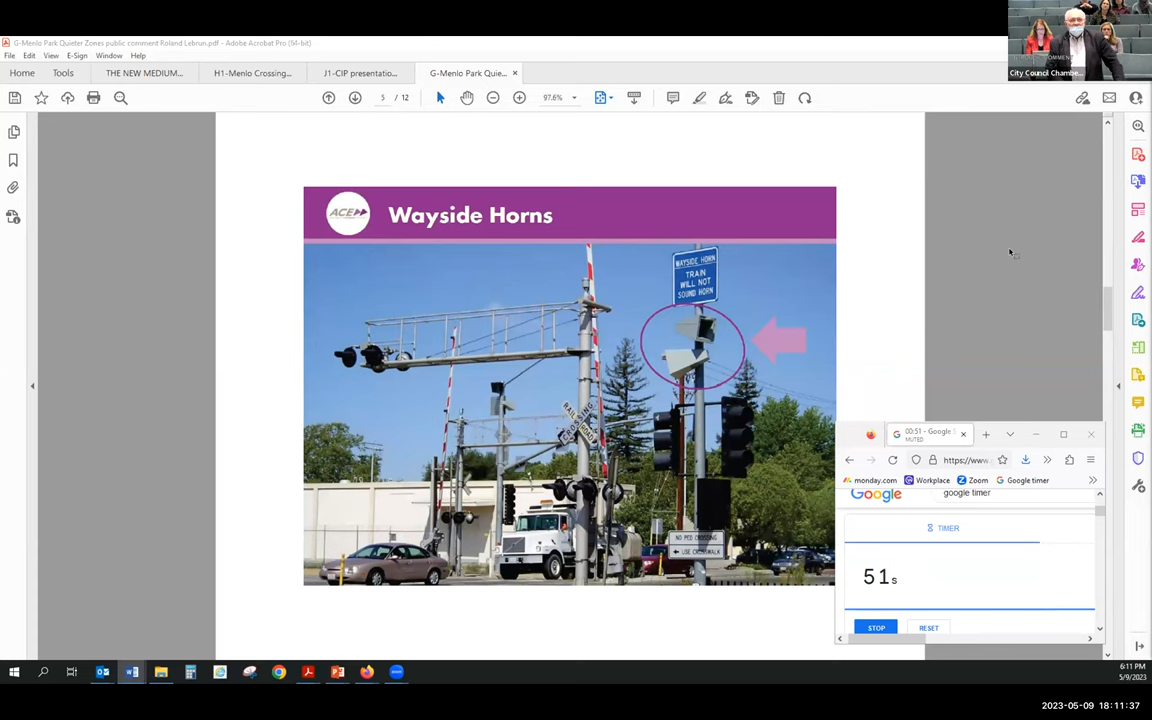 G-Menlo Park Quieter Zones public comment Roland Lebrun.pdf - Adobe Acrobat Pro (64-bit)
File Edit View E-Sign Window Help
Home Tools THE NEW MEDIUM... H1-Menlo Crossing... J1-CIP presentatio... G-Menlo Park Quie... ×
5 / 12 97.6%
City Council Chambe...
ACE
Wayside Horns
WAYSIDE HORN
TRAIN
WILL NOT
SOUND HORN
RAIL ROAD
CROSSING
NO PED CROSSING
USE CROSSWALK
00:51 - Google
MUTED
https://www.
monday.com Workplace Zoom Google timer
Google google timer
TIMER
51s
STOP RESET
6:11 PM
5/9/2023
2023-05-09 18:11:37